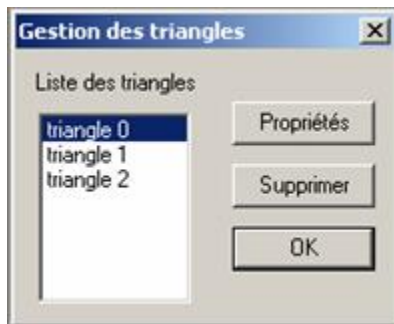 Gestion des triangles
Liste des triangles
triangle 0
triangle 1
triangle 2
Propriétés
Supprimer
OK